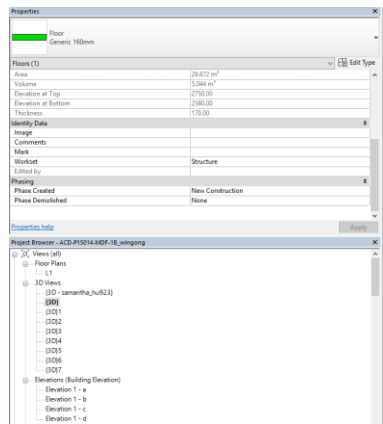 Properties
Floor
Generic 160mm
Floors (1)
Edit Type
Area 29.672 m²
Volume 5.044 m³
Elevation at Top 2750.00
Elevation at Bottom 2580.00
Thickness 170.00
Identity Data
Image
Comments
Mark
Workset Structure
Edited by
Phasing
Phase Created New Construction
Phase Demolished None
Properties help
Apply
Project Browser - ACD-P15014-MDF-1B_wingong
Views (all)
Floor Plans
L1
3D Views
{3D - samantha_hu923}
{3D}
{3D}1
{3D}2
{3D}3
{3D}4
{3D}5
{3D}6
{3D}7
Elevations (Building Elevation)
Elevation 1 - a
Elevation 1 - b
Elevation 1 - c
Elevation 1 - d